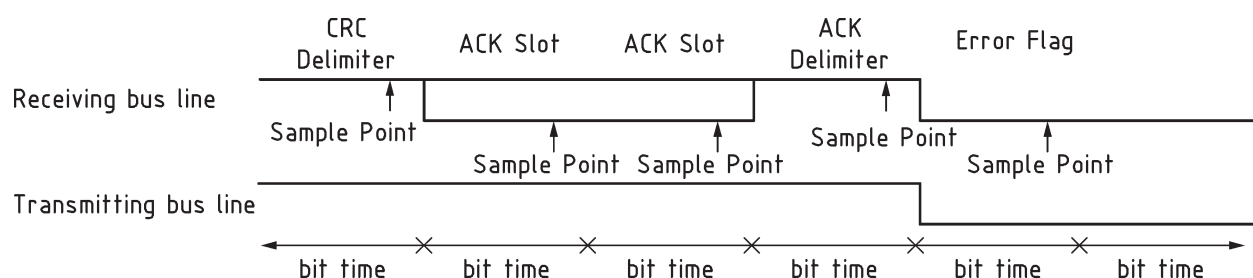 CRC
Delimiter
ACK Slot
ACK Slot
ACK
Delimiter
Error Flag
Receiving bus line
Sample Point
Sample Point
Sample Point
Sample Point
Sample Point
Transmitting bus line
bit time
bit time
bit time
bit time
bit time
bit time